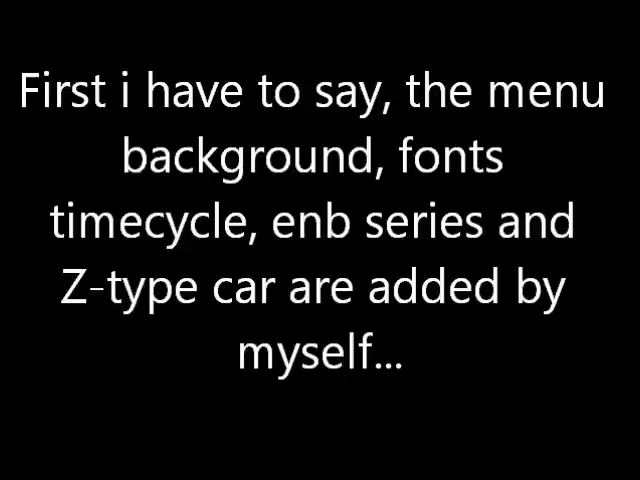 First i have to say, the menu
background, fonts
timecycle, enb series and
Z-type car are added by
myself...